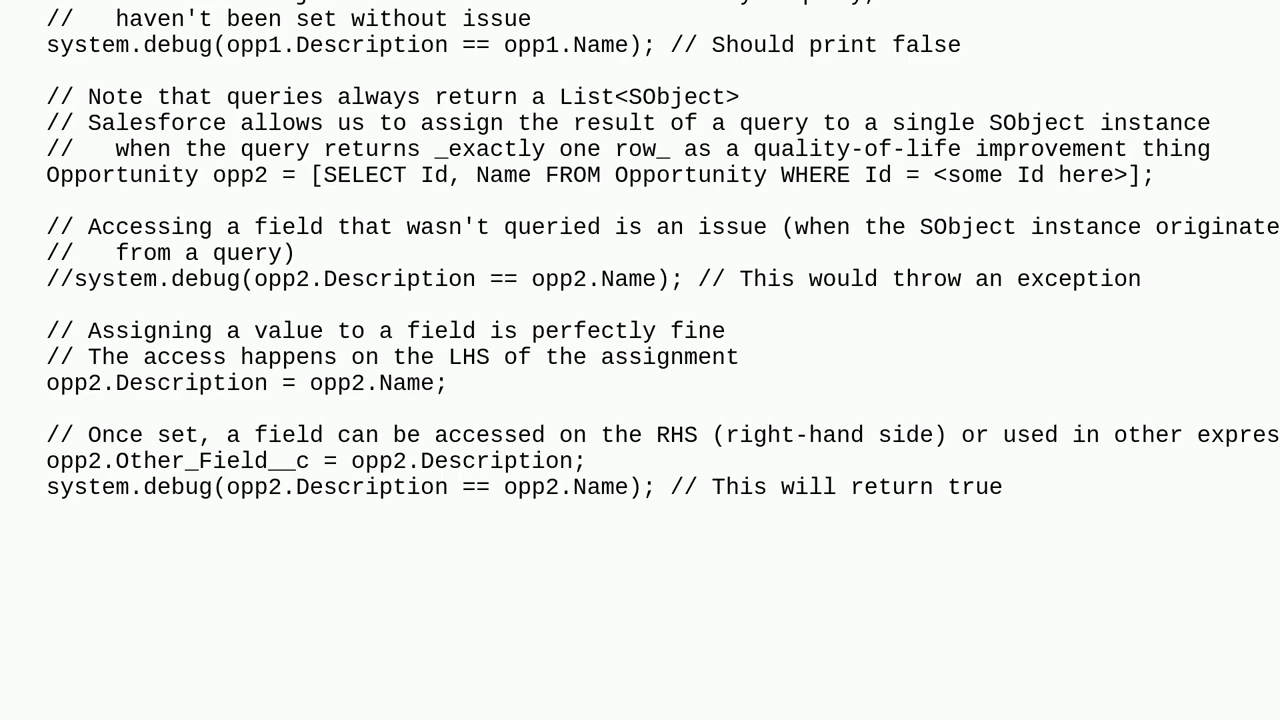 //   haven't been set without issue
system.debug(opp1.Description == opp1.Name); // Should print false
// Note that queries always return a List<SObject>
// Salesforce allows us to assign the result of a query to a single SObject instance
//   when the query returns _exactly one row_ as a quality-of-life improvement thing
Opportunity opp2 = [SELECT Id, Name FROM Opportunity WHERE Id = <some Id here>];
// Accessing a field that wasn't queried is an issue (when the SObject instance originate
//   from a query)
//system.debug(opp2.Description == opp2.Name); // This would throw an exception
// Assigning a value to a field is perfectly fine
// The access happens on the LHS of the assignment
opp2.Description = opp2.Name;
// Once set, a field can be accessed on the RHS (right-hand side) or used in other expres
opp2.Other_Field__c = opp2.Description;
system.debug(opp2.Description == opp2.Name); // This will return true